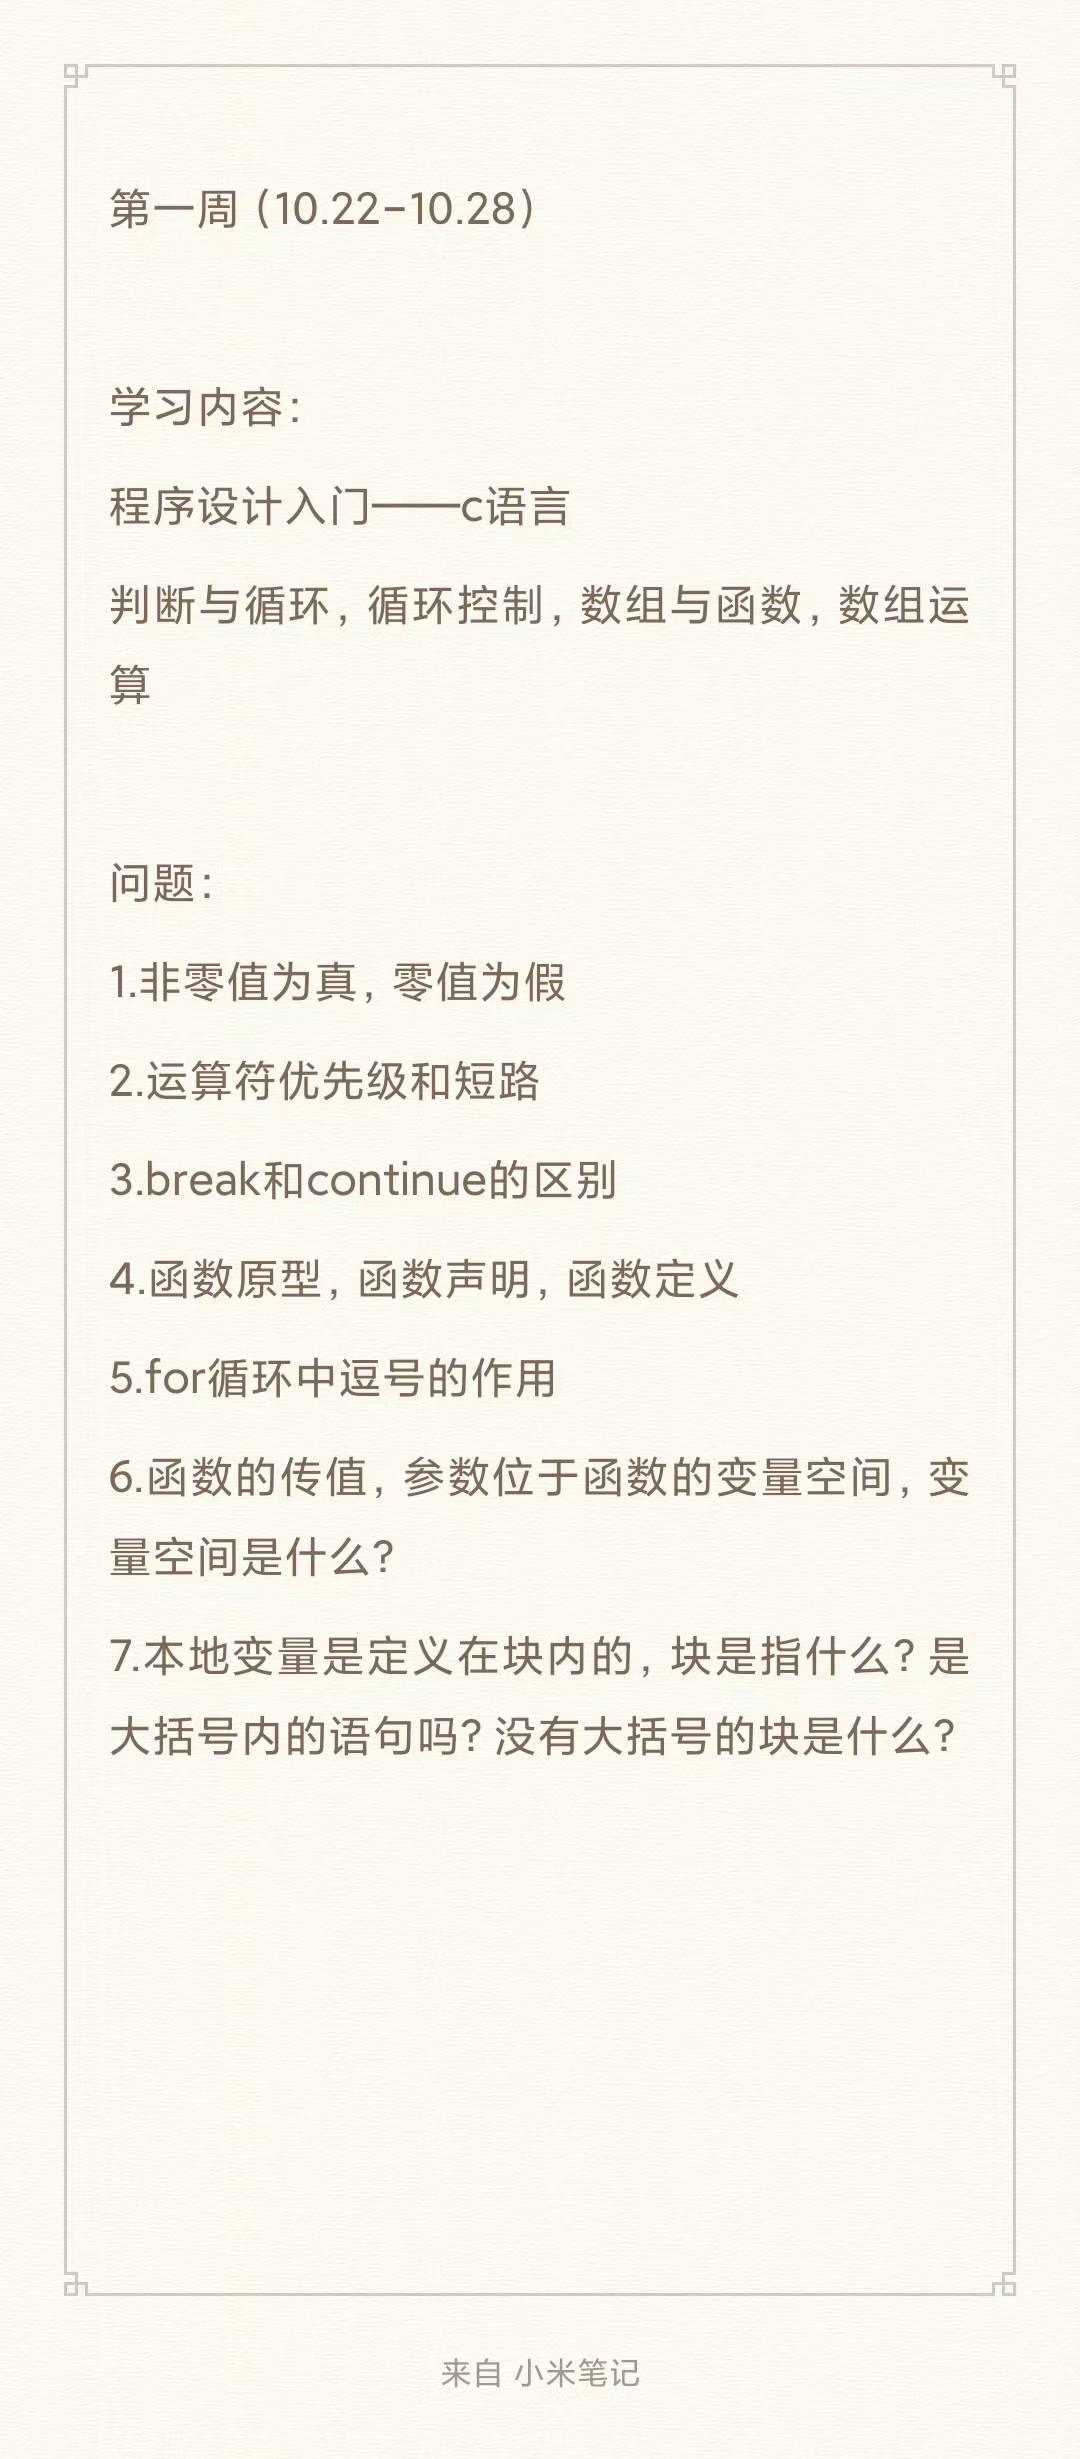 第一周（10.22-10.28）
学习内容：
程序设计入门——c语言
判断与循环，循环控制，数组与函数，数组运
算
问题：
1.非零值为真，零值为假
2.运算符优先级和短路
3.break和continue的区别
4.函数原型，函数声明，函数定义
5.for循环中逗号的作用
6.函数的传值，参数位于函数的变量空间，变
量空间是什么？
7.本地变量是定义在块内的，块是指什么？是
大括号内的语句吗？没有大括号的块是什么？
来自 小米笔记